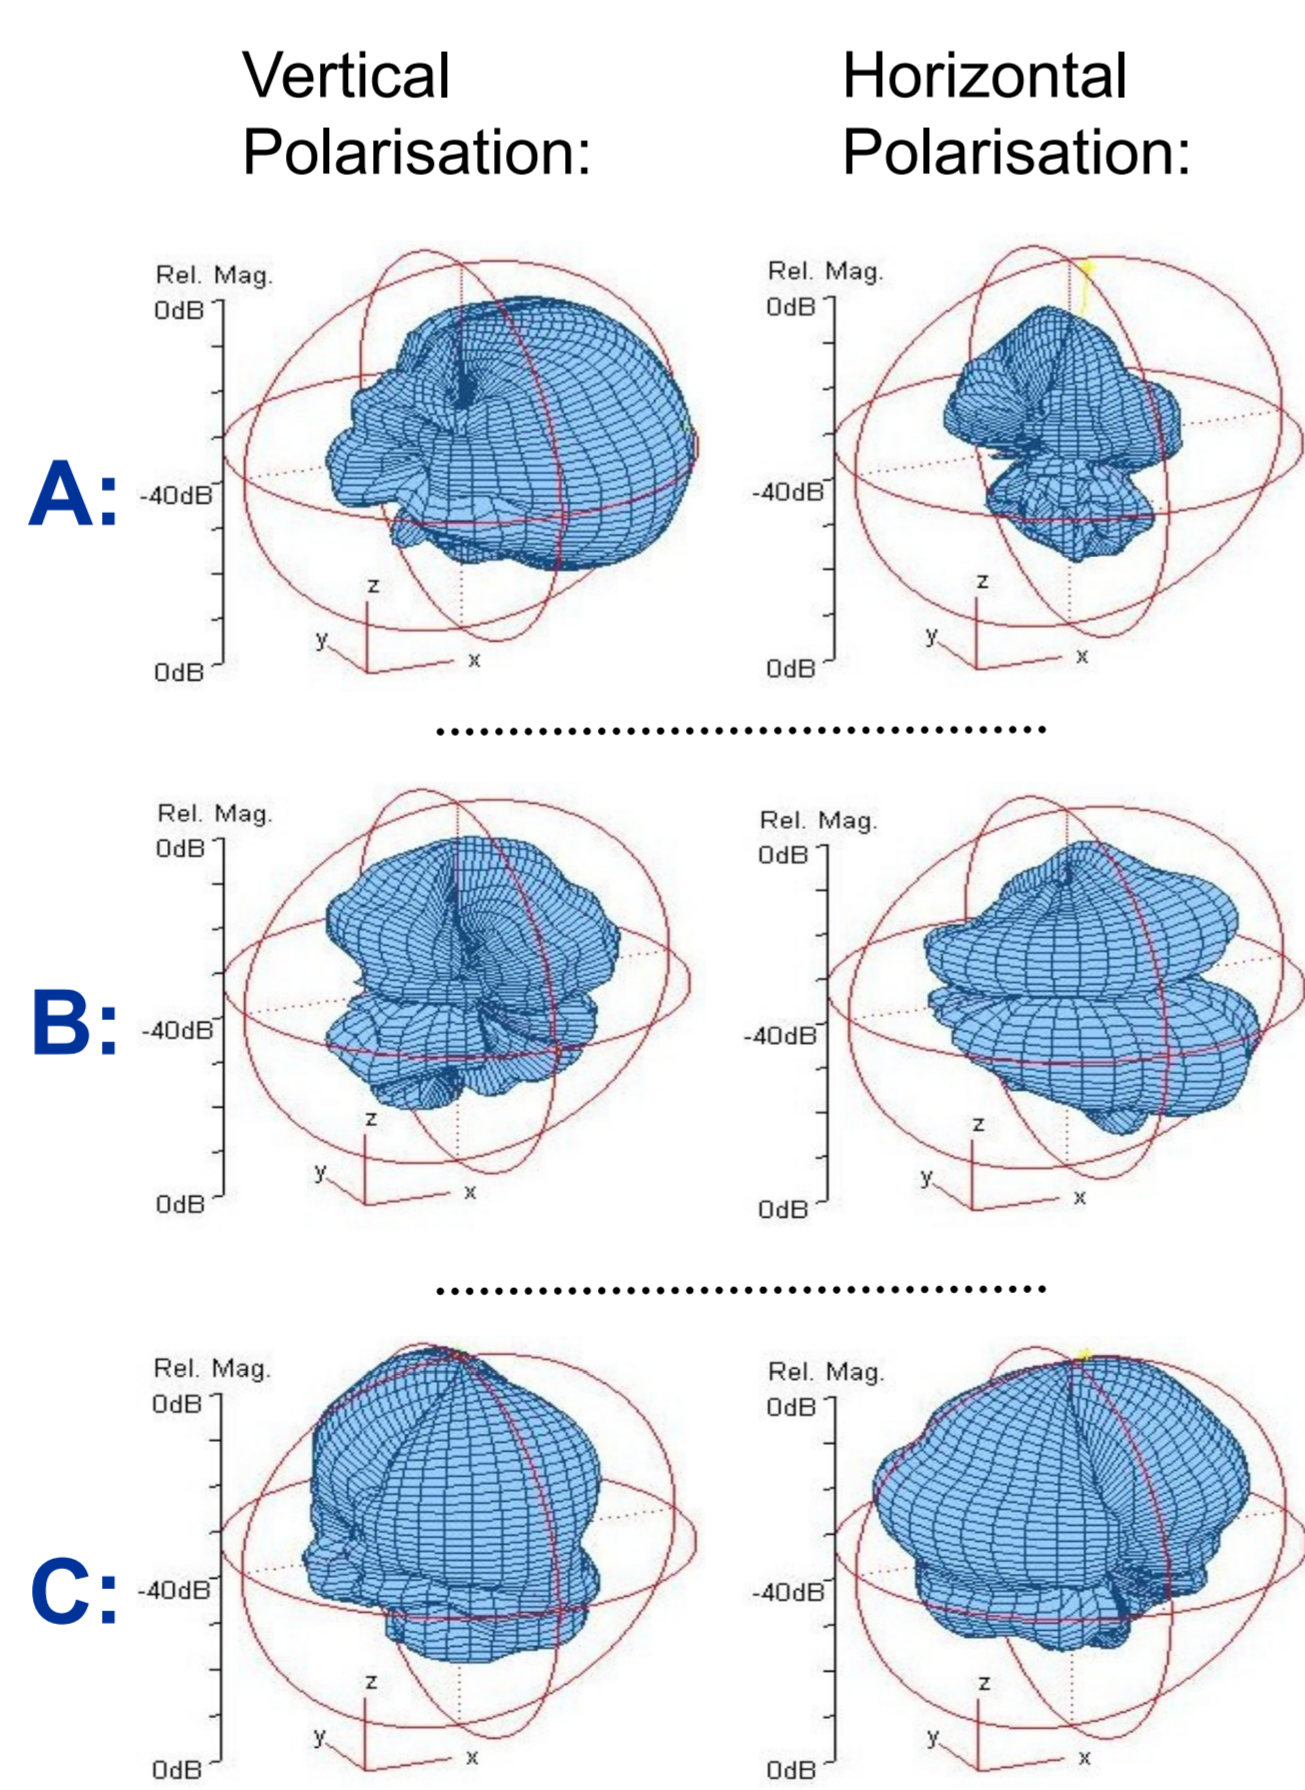 Vertical
Polarisation:
Horizontal
Polarisation:
A:
Rel. Mag.
0dB
-40dB
0dB
z
y
x
Rel. Mag.
0dB
-40dB
0dB
z
y
x
B:
Rel. Mag.
0dB
-40dB
0dB
z
y
x
Rel. Mag.
0dB
-40dB
0dB
z
y
x
C:
Rel. Mag.
0dB
-40dB
0dB
z
y
x
Rel. Mag.
0dB
-40dB
0dB
z
y
x